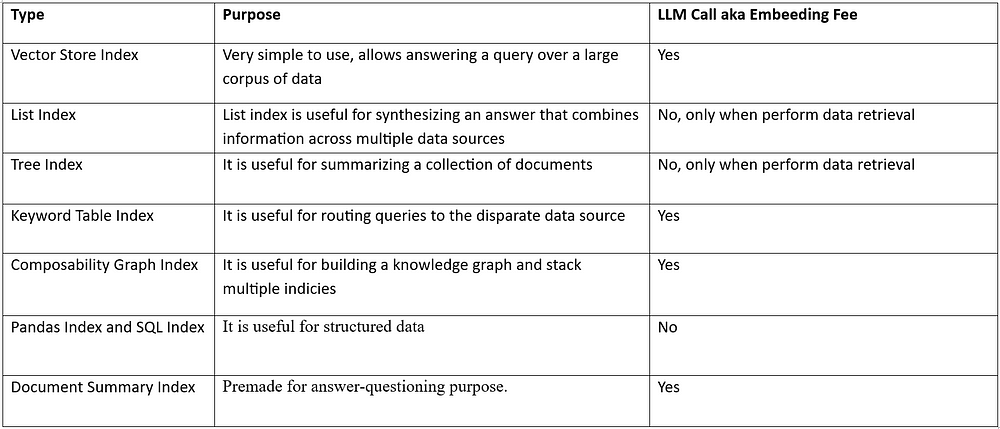 Type Purpose LLM Call aka Embeeding Fee
Vector Store Index Very simple to use, allows answering a query over a large Yes
corpus of data
List Index List index is useful for synthesizing an answer that combines No, only when perform data retrieval
information across multiple data sources
Tree Index It is useful for summarizing a collection of documents No, only when perform data retrieval
Keyword Table Index It is useful for routing queries to the disparate data source Yes
Composability Graph Index It is useful for building a knowledge graph and stack Yes
multiple indicies
Pandas Index and SQL Index It is useful for structured data No
Document Summary Index Premade for answer-questioning purpose. Yes